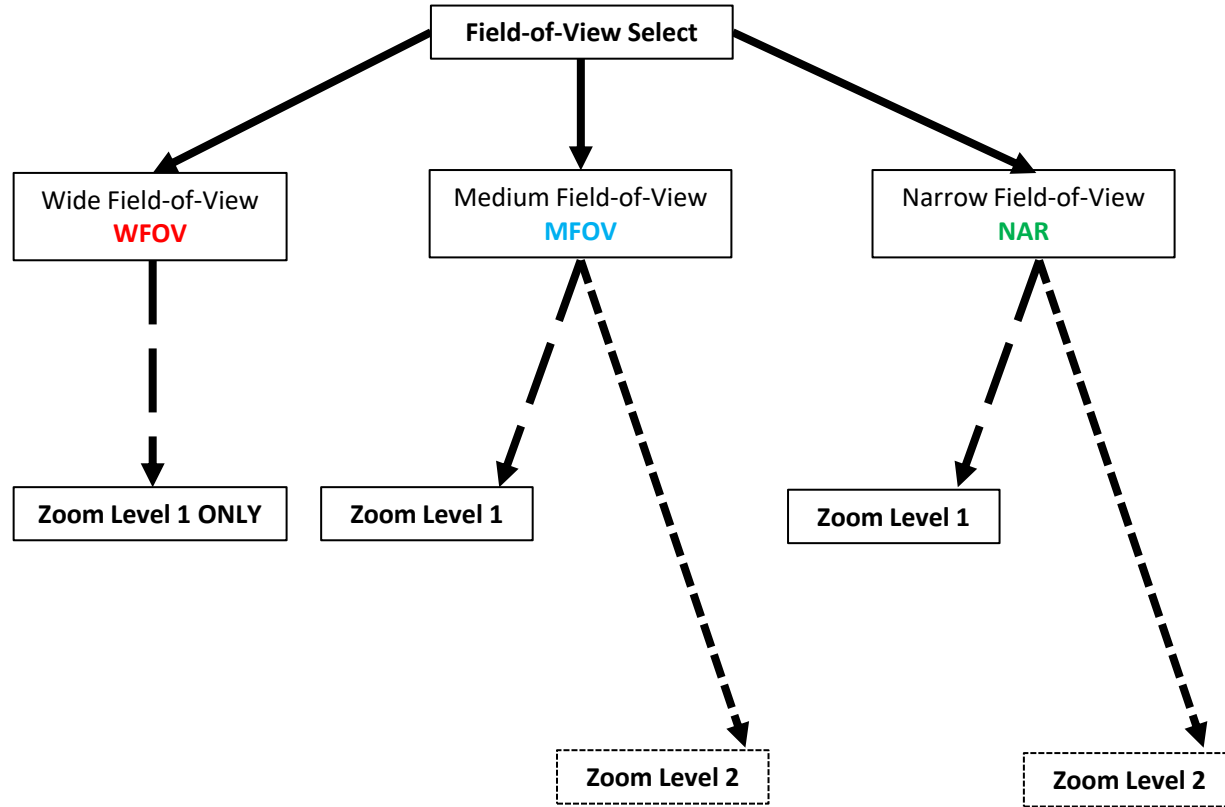 Field-of-View Select
Wide Field-of-View
WFOV
Medium Field-of-View
MFOV
Narrow Field-of-View
NAR
Zoom Level 1 ONLY
Zoom Level 1
Zoom Level 1
Zoom Level 2
Zoom Level 2